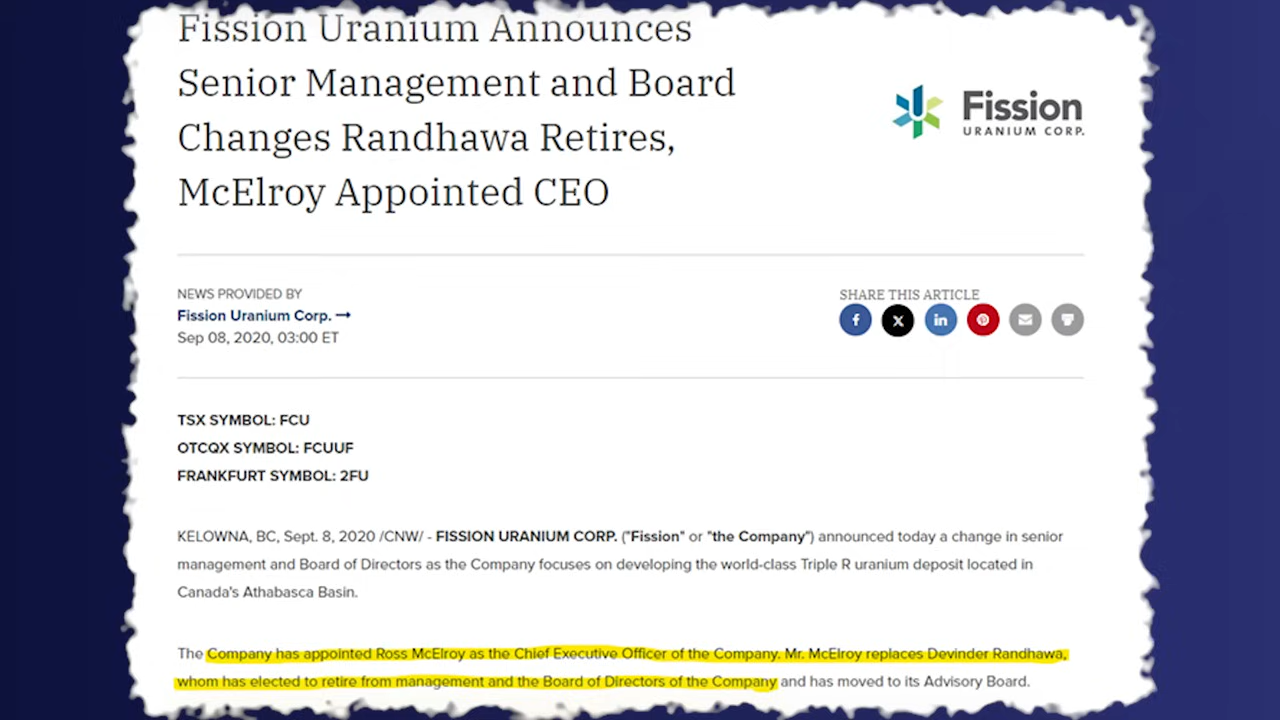 Fission Uranium Announces
Senior Management and Board
Changes Randhawa Retires,
McElroy Appointed CEO
Fission
URANIUM CORP.
NEWS PROVIDED BY
Fission Uranium Corp. →
Sep 08, 2020, 03:00 ET
SHARE THIS ARTICLE
TSX SYMBOL: FCU
OTCQX SYMBOL: FCUUF
FRANKFURT SYMBOL: 2FU
KELOWNA, BC, Sept. 8, 2020 /CNW/ - FISSION URANIUM CORP. ("Fission" or "the Company") announced today a change in senior
management and Board of Directors as the Company focuses on developing the world-class Triple R uranium deposit located in
Canada's Athabasca Basin.
The Company has appointed Ross McElroy as the Chief Executive Officer of the Company. Mr. McElroy replaces Devinder Randhawa,
whom has elected to retire from management and the Board of Directors of the Company and has moved to its Advisory Board.